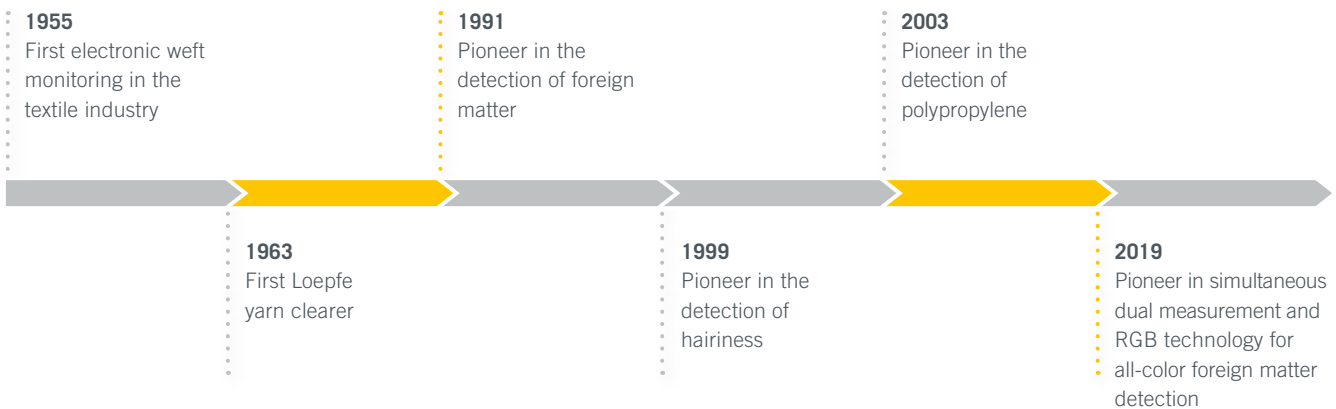 1955
First electronic weft
monitoring in the
textile industry
1991
Pioneer in the
detection of foreign
matter
2003
Pioneer in the
detection of
polypropylene
1963
First Loepfe
yarn clearer
1999
Pioneer in the
detection of
hairiness
2019
Pioneer in simultaneous
dual measurement and
RGB technology for
all-color foreign matter
detection